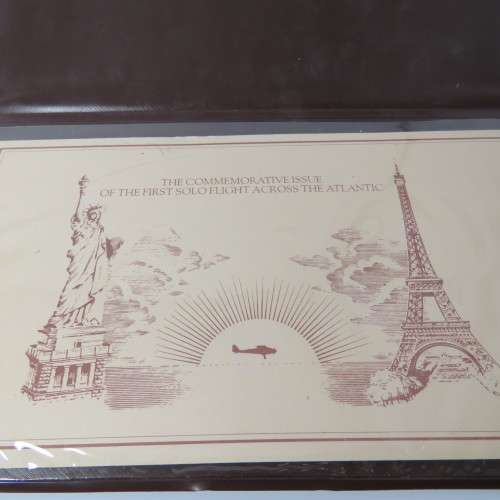 THE COMMEMORATIVE ISSUE
OF THE FIRST SOLO FLIGHT ACROSS THE ATLANTIC